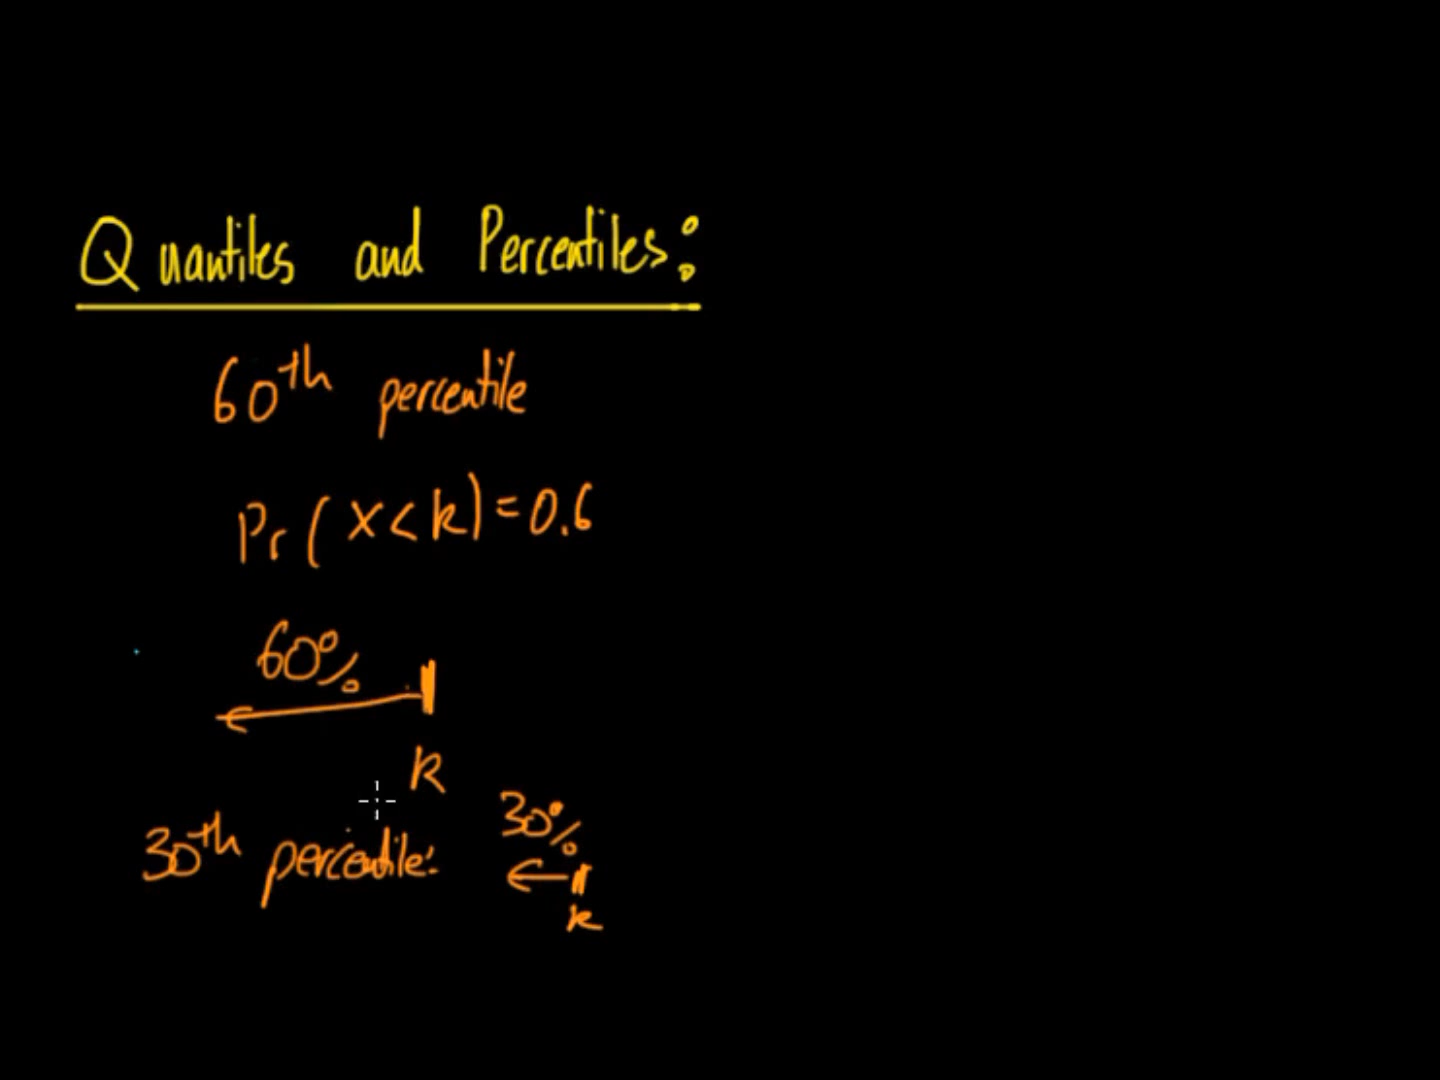 Quantiles and Percentiles:
60th percentile
Pr(X<k)=0.6
60%
k
30th percentile: 30%
k